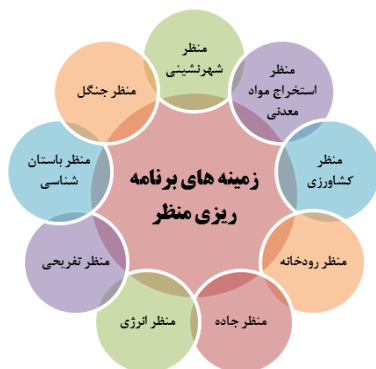 منظر
شهرنشینی
منظر
استخراج مواد
معدنی
منظر
کشاورزی
منظر رودخانه
منظر جاده
منظر انرژی
منظر تفریحی
منظر باستان
شناسی
منظر جنگل
زمینه های برنامه
ریزی منظر